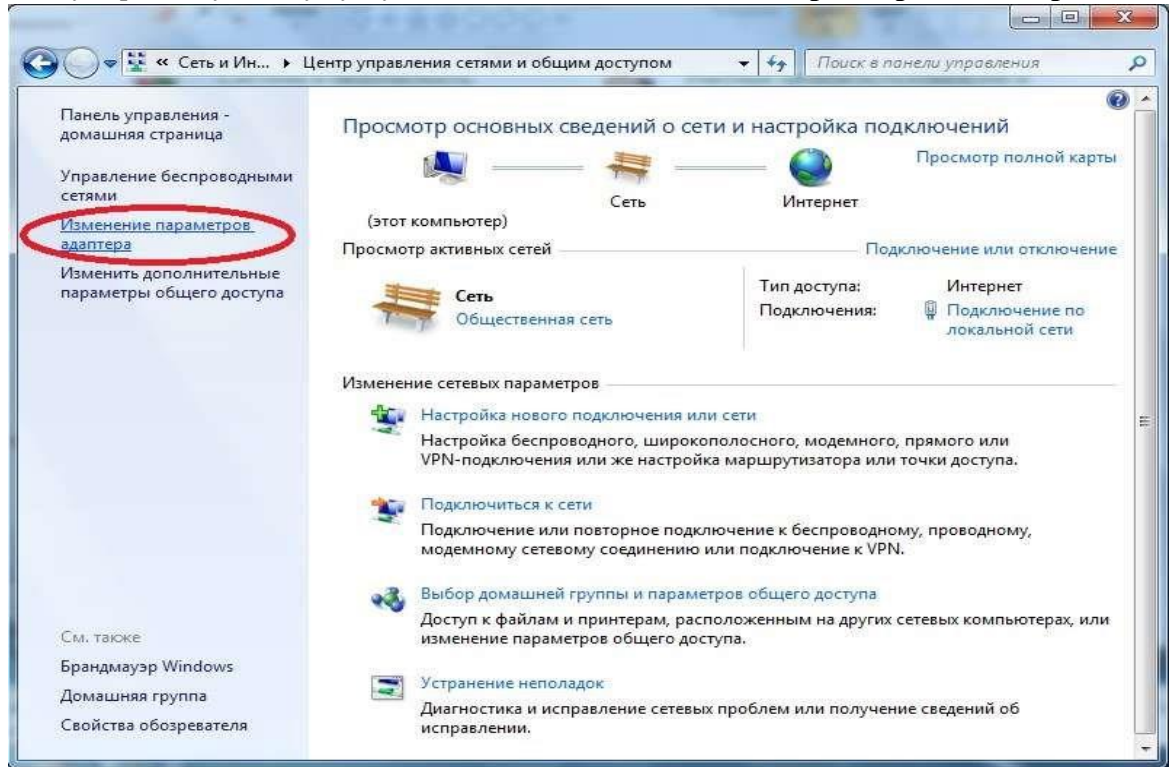 « Сеть и Ин... ▸ Центр управления сетями и общим доступом
Поиск в панели управления
Панель управления -
домашняя страница
Управление беспроводными
сетями
Изменение параметров
адаптера
Изменить дополнительные
параметры общего доступа
См. также
Брандмауэр Windows
Домашняя группа
Свойства обозревателя
Просмотр основных сведений о сети и настройка подключений
Просмотр полной карты
Сеть
Интернет
(этот компьютер)
Просмотр активных сетей
Подключение или отключение
Сеть
Общественная сеть
Тип доступа: Интернет
Подключения: Подключение по
локальной сети
Изменение сетевых параметров
Настройка нового подключения или сети
Настройка беспроводного, широкополосного, модемного, прямого или
VPN-подключения или же настройка маршрутизатора или точки доступа.
Подключиться к сети
Подключение или повторное подключение к беспроводному, проводному,
модемному сетевому соединению или подключение к VPN.
Выбор домашней группы и параметров общего доступа
Доступ к файлам и принтерам, расположенным на других сетевых компьютерах, или
изменение параметров общего доступа.
Устранение неполадок
Диагностика и исправление сетевых проблем или получение сведений об
исправлении.